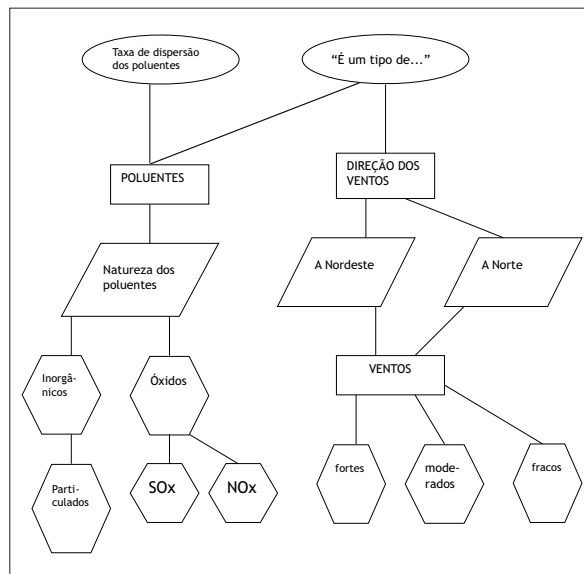 Taxa de dispersão
dos poluentes
“É um tipo de...”
POLUENTES
DIREÇÃO DOS
VENTOS
Natureza dos
poluentes
A Nordeste
A Norte
Inorgâ-
nicos
Óxidos
VENTOS
Parti-
culados
SOx
NOx
fortes
mode-
rados
fracos